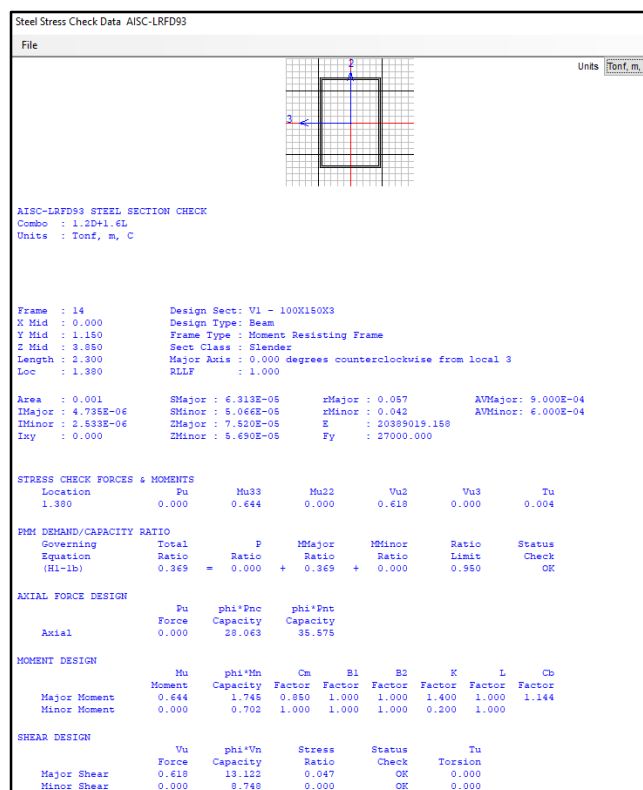 Steel Stress Check Data AISC-LRFD93
File
Units Tonf, m,
2
3
AISC-LRFD93 STEEL SECTION CHECK
Combo : 1.2D+1.6L
Units : Tonf, m, C
Frame : 14 Design Sect: V1 - 100X150X3
X Mid : 0.000 Design Type: Beam
Y Mid : 1.150 Frame Type : Moment Resisting Frame
Z Mid : 3.850 Sect Class : Slender
Length : 2.300 Major Axis : 0.000 degrees counterclockwise from local 3
Loc : 1.380 RLLF : 1.000
Area : 0.001 SMajor : 6.313E-05 rMajor : 0.057 AVMajor: 9.000E-04
IMajor : 4.735E-06 SMinor : 5.066E-05 rMinor : 0.042 AVMinor: 6.000E-04
IMinor : 2.533E-06 ZMajor : 7.520E-05 E : 20389019.158
Ixy : 0.000 ZMinor : 5.690E-05 Fy : 27000.000
STRESS CHECK FORCES & MOMENTS
Location Pu Mu33 Mu22 Vu2 Vu3 Tu
1.380 0.000 0.644 0.000 0.618 0.000 0.004
PMM DEMAND/CAPACITY RATIO
Governing Total P MMajor MMinor Ratio Status
Equation Ratio Ratio Ratio Ratio Limit Check
(H1-1b) 0.369 = 0.000 + 0.369 + 0.000 0.950 OK
AXIAL FORCE DESIGN
Pu phi*Pnc phi*Pnt
Force Capacity Capacity
Axial 0.000 28.063 35.575
MOMENT DESIGN
Mu phi*Mn Cm B1 B2 K L Cb
Moment Capacity Factor Factor Factor Factor Factor Factor
Major Moment 0.644 1.745 0.850 1.000 1.000 1.400 1.000 1.144
Minor Moment 0.000 0.702 1.000 1.000 1.000 0.200 1.000
SHEAR DESIGN
Vu phi*Vn Stress Status Tu
Force Capacity Ratio Check Torsion
Major Shear 0.618 13.122 0.047 OK 0.000
Minor Shear 0.000 8.748 0.000 OK 0.000